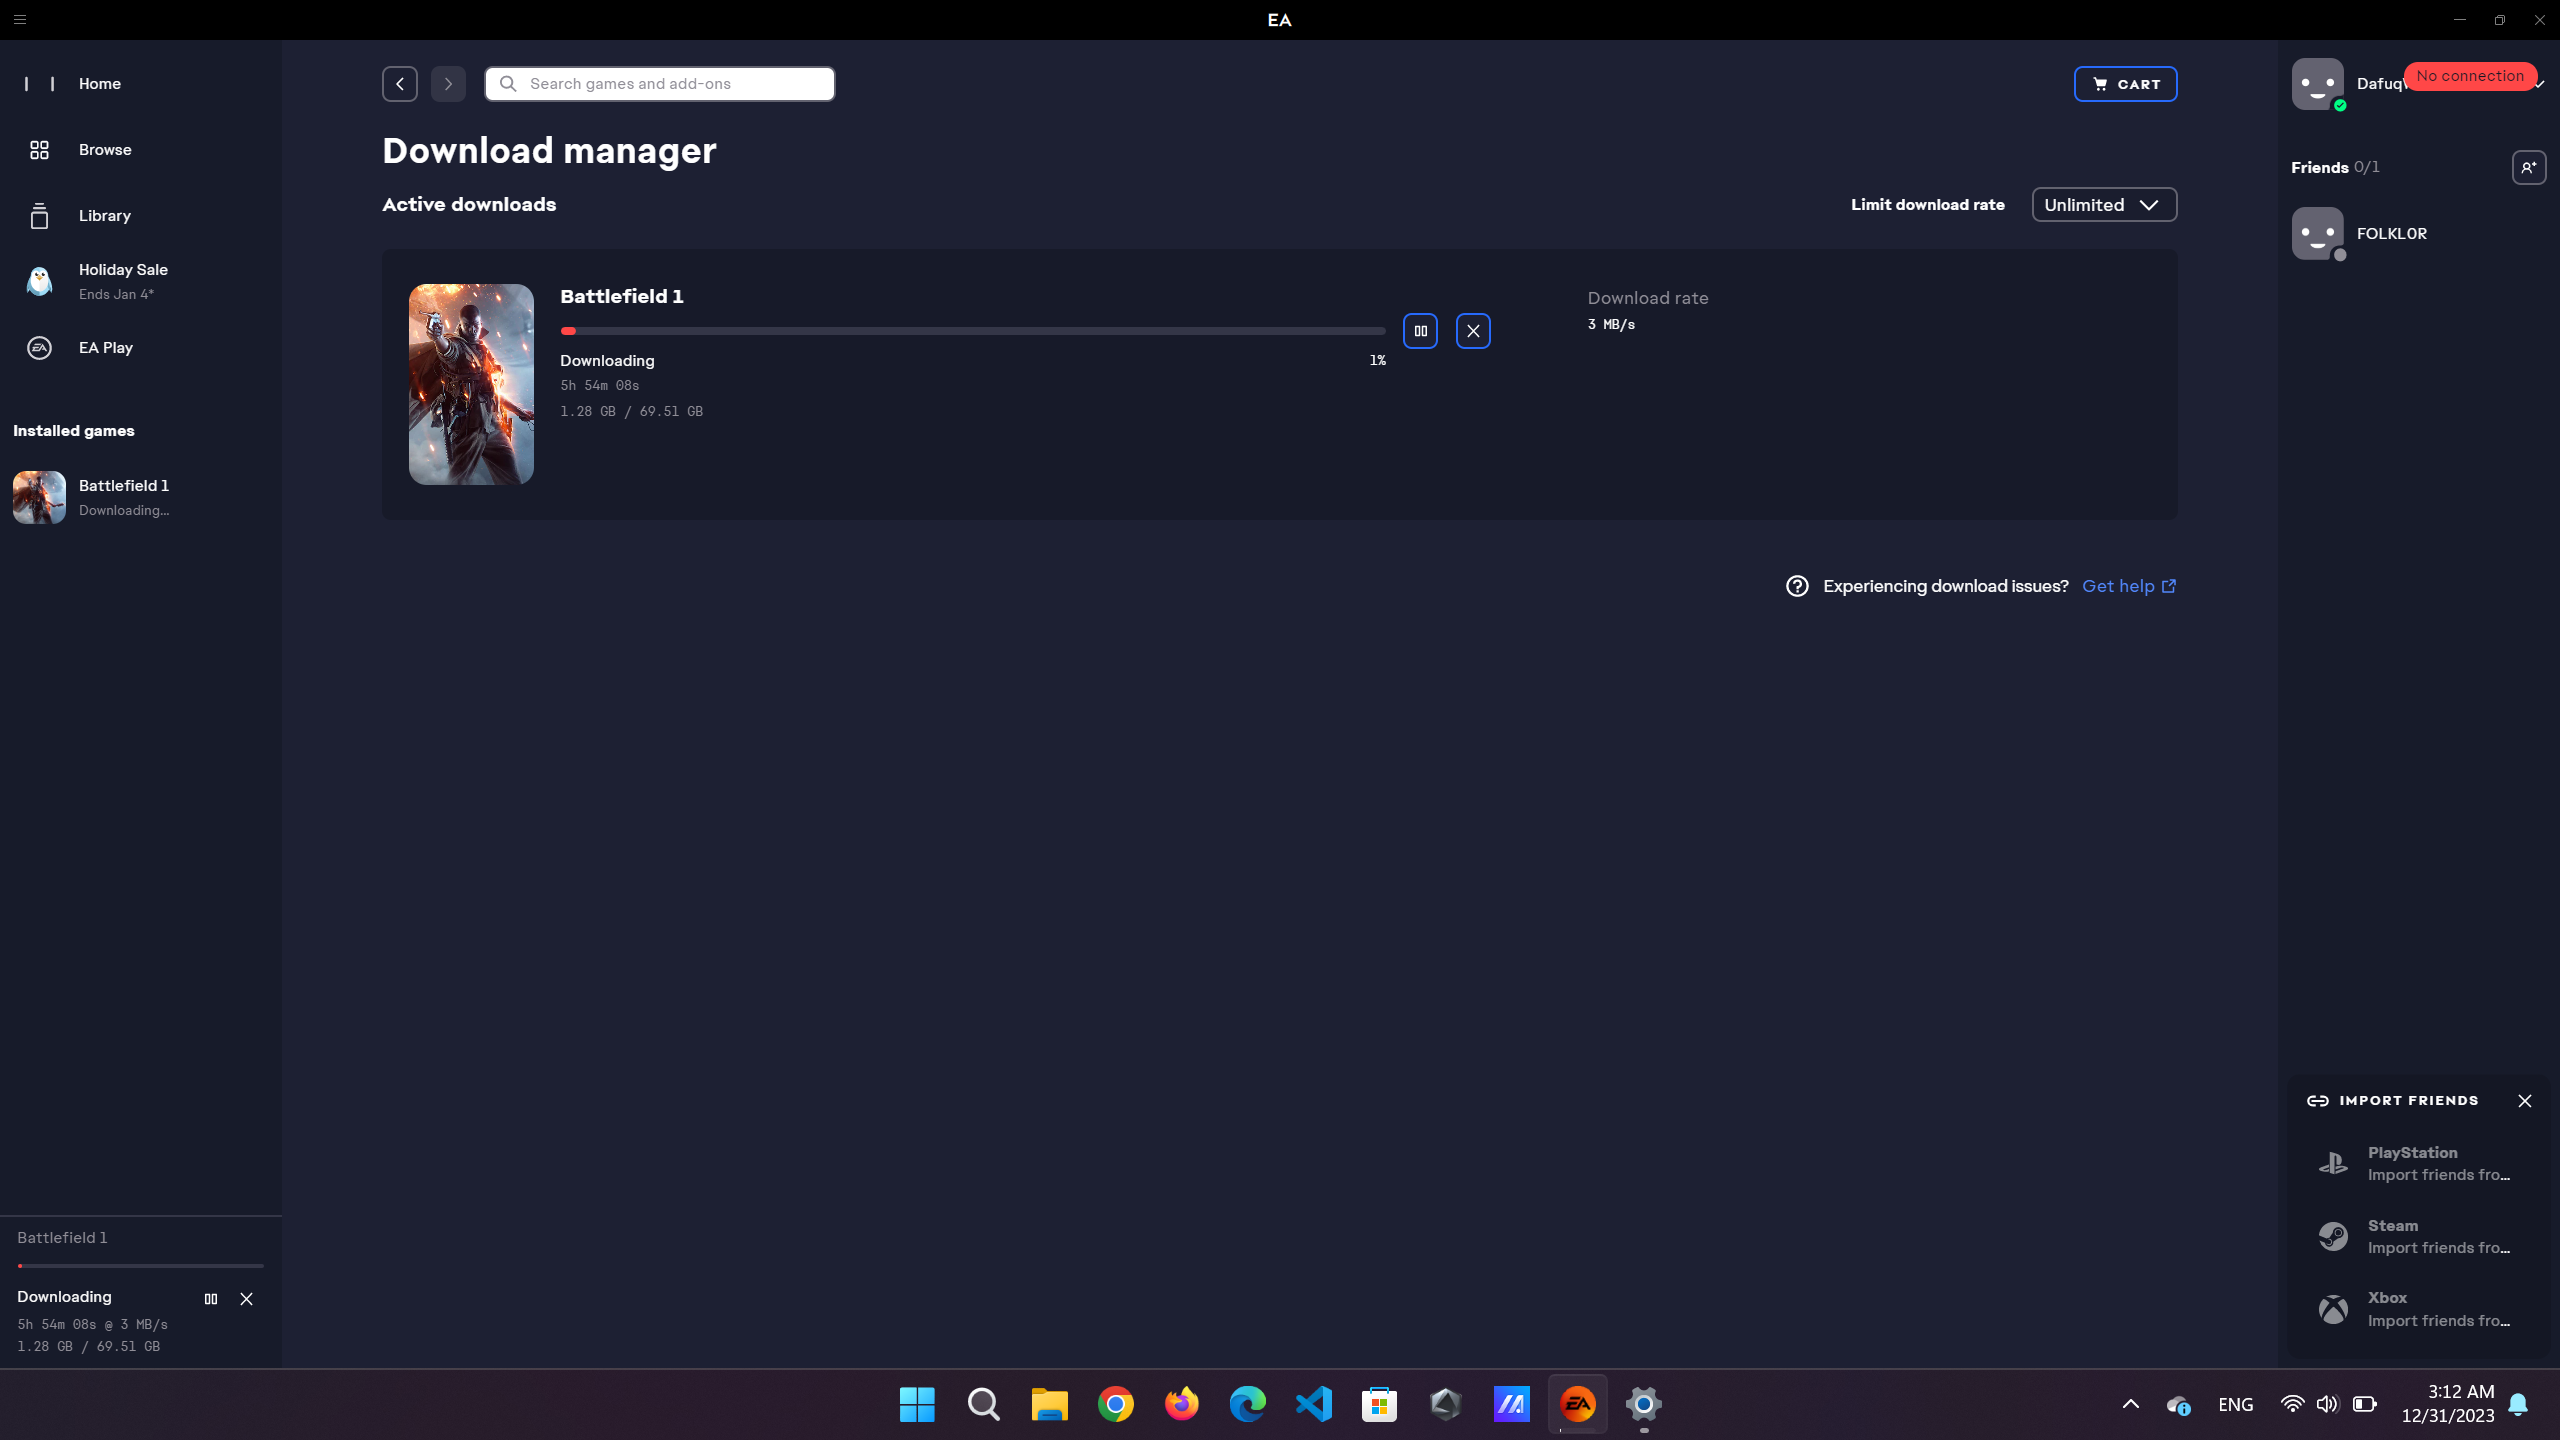 EA
Home
Browse
Library
Holiday Sale
Ends Jan 4*
EA Play
Installed games
Battlefield 1
Downloading...
Battlefield 1
Downloading
5h 54m 08s @ 3 MB/s
1.28 GB / 69.51 GB
Search games and add-ons
CART
Download manager
Active downloads
Limit download rate
Unlimited
Battlefield 1
Downloading
1%
5h 54m 08s
1.28 GB / 69.51 GB
Download rate
3 MB/s
Experiencing download issues? Get help
No connection
Friends 0/1
FOLKL0R
IMPORT FRIENDS
PlayStation
Import friends fro...
Steam
Import friends fro...
Xbox
Import friends fro...
EA
ENG
3:12 AM
12/31/2023